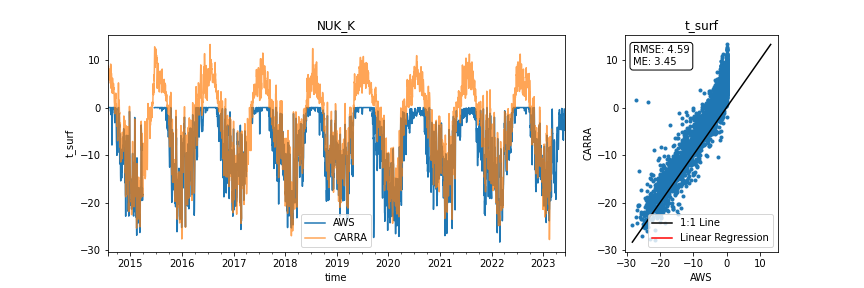 NUK_K
t_surf
10
0
−10
−20
−30
t_surf
AWS
CARRA
2015 2016 2017 2018 2019 2020 2021 2022 2023
time
t_surf
RMSE: 4.59
ME: 3.45
10
0
−10
−20
−30
CARRA
1:1 Line
Linear Regression
−30 −20 −10 0 10
AWS